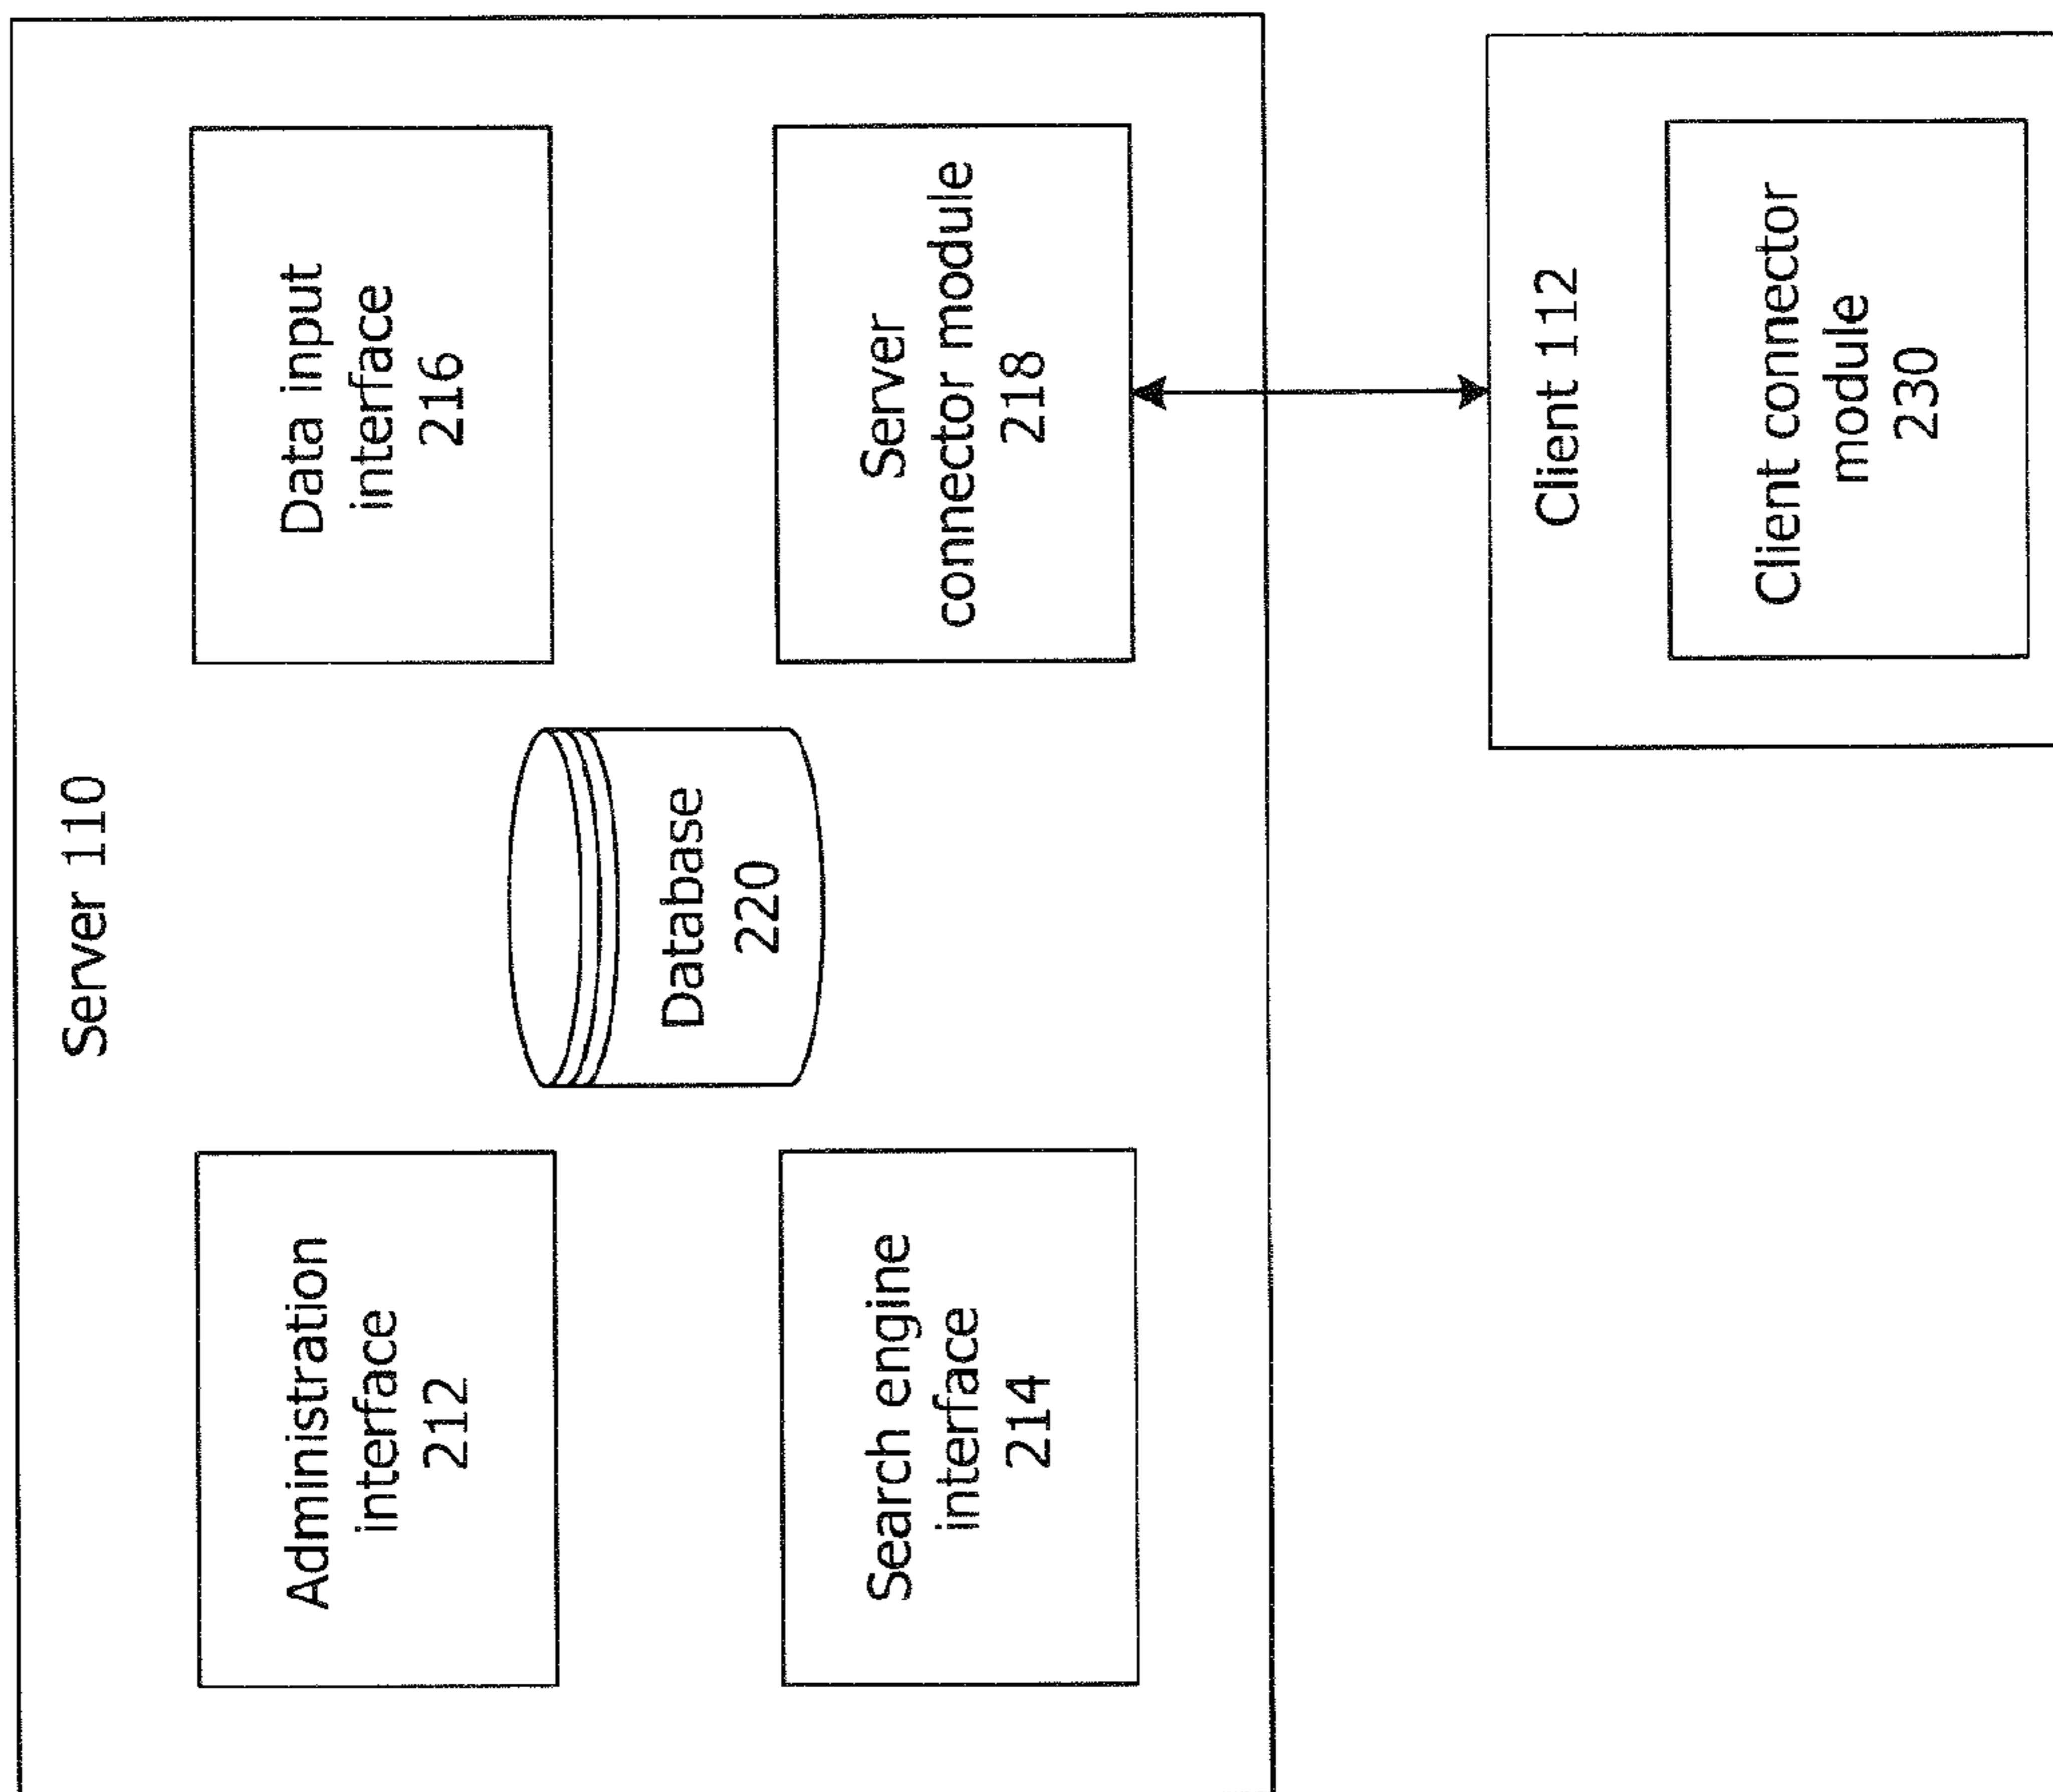 Server 110
Administration
interface
212
Data input
interface
216
Database
220
Search engine
interface
214
Server
connector module
218
Client 112
Client connector
module
230